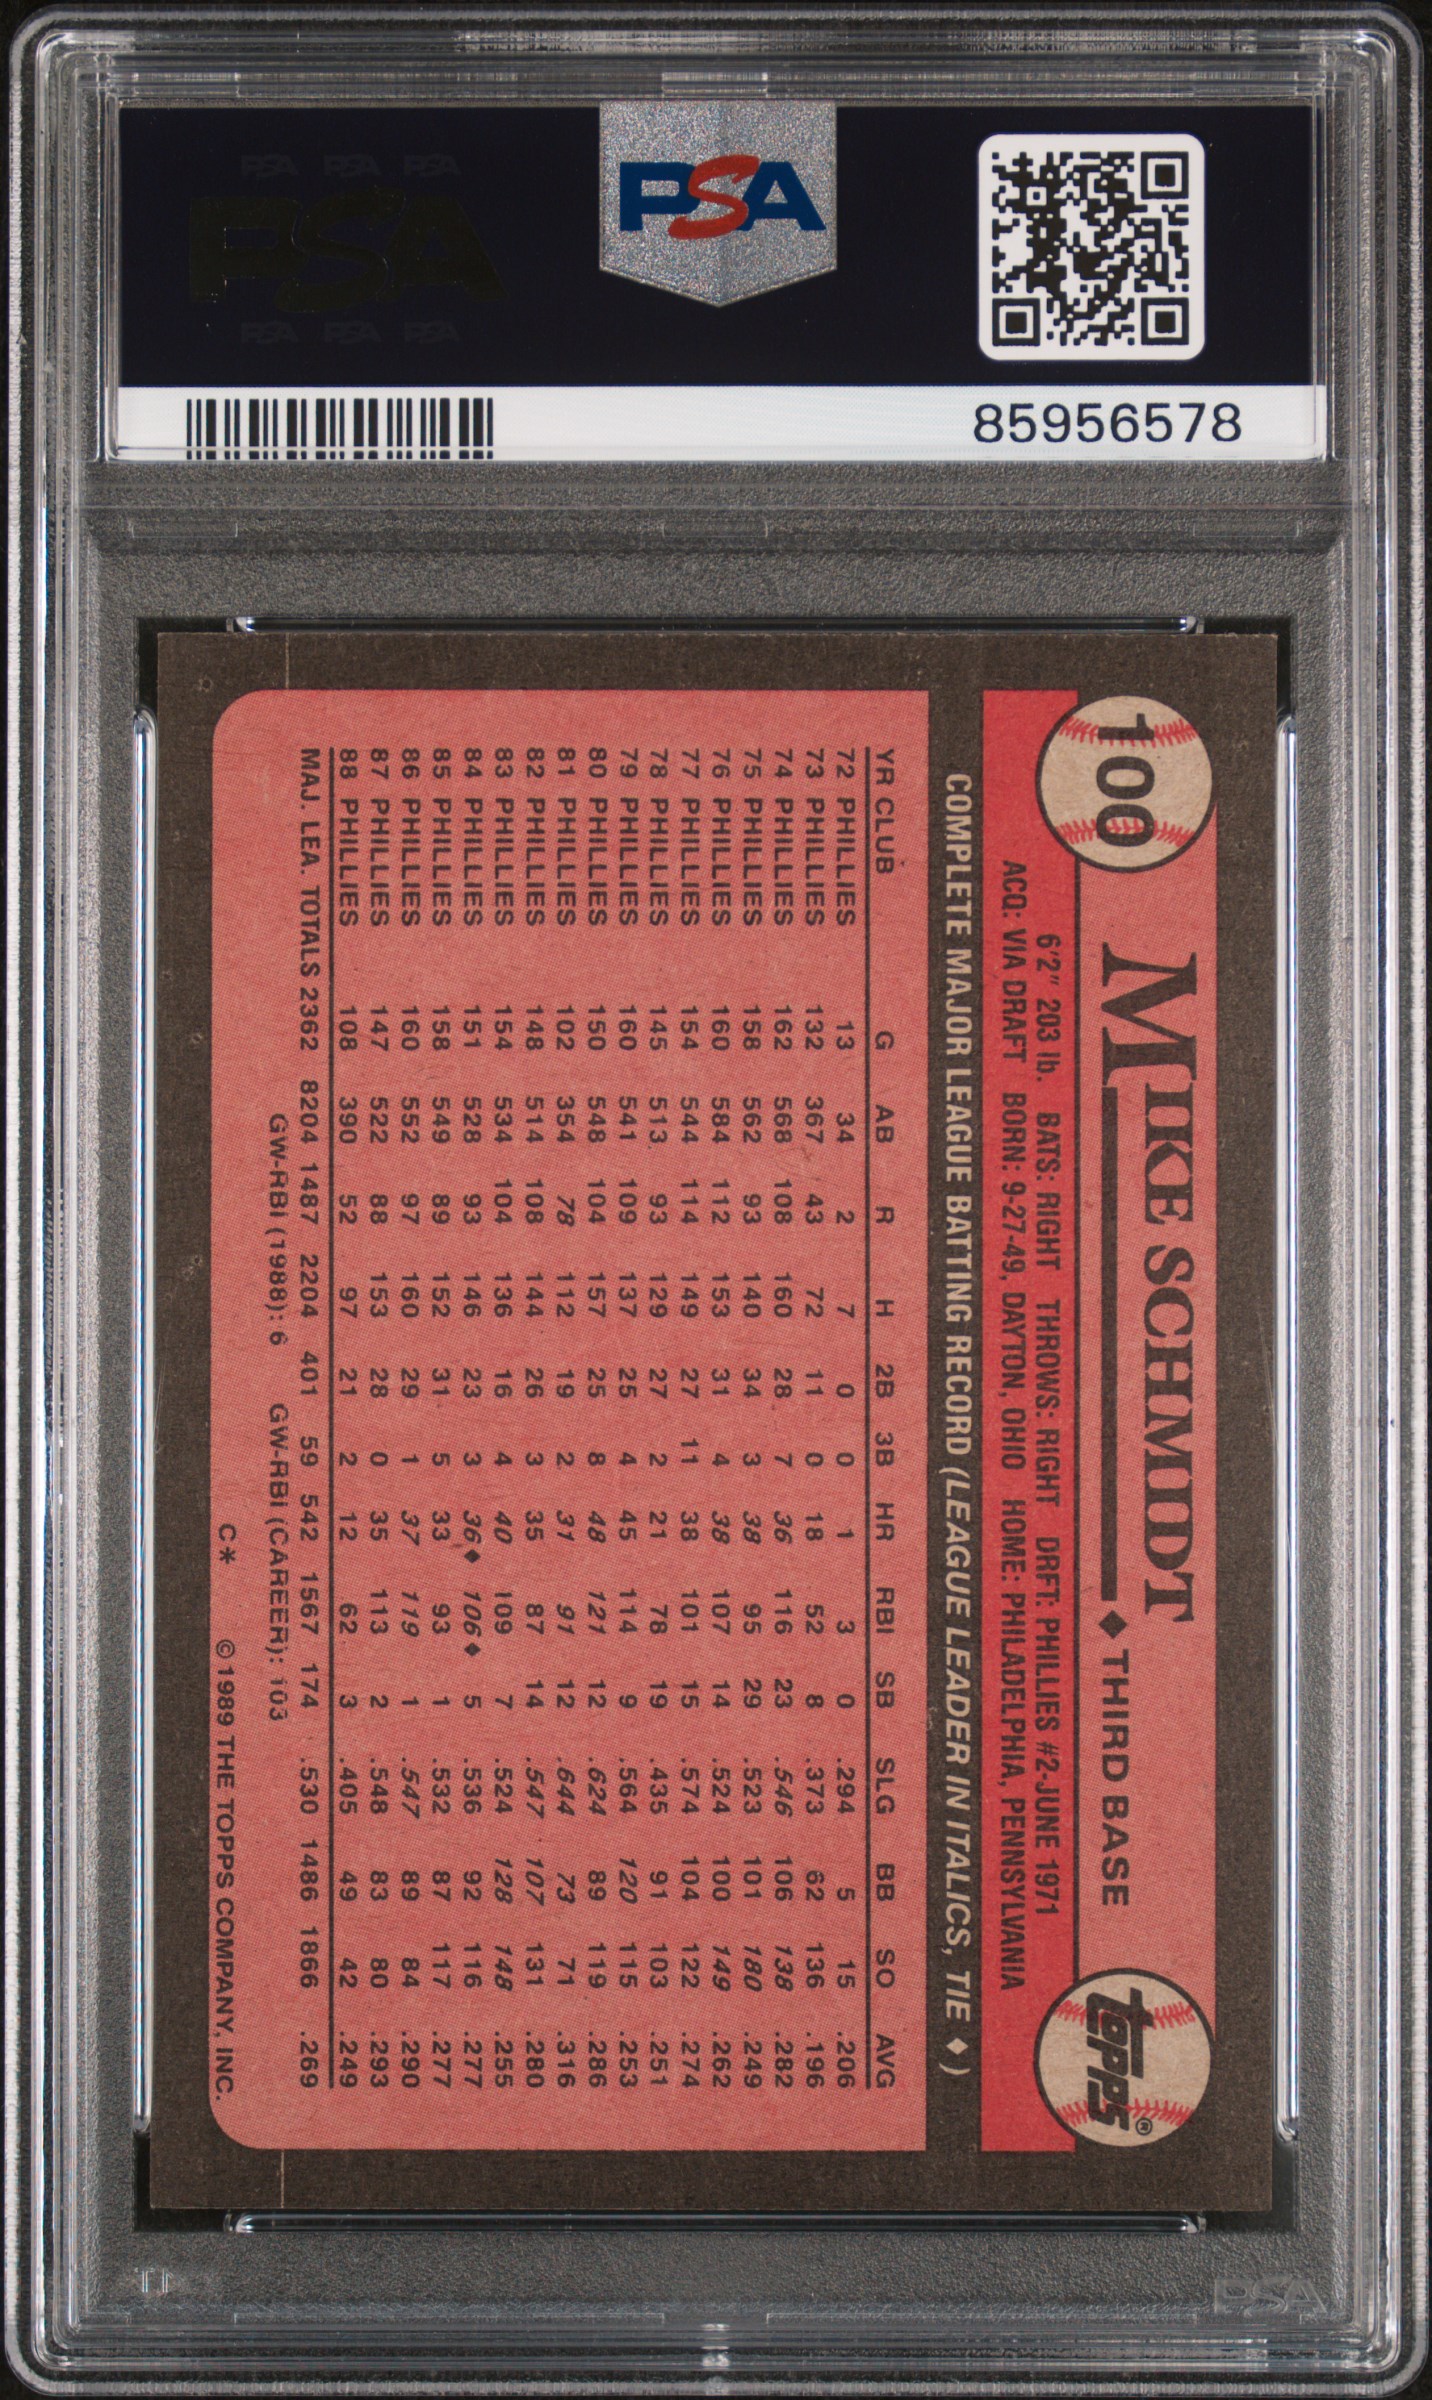 PSA PSA PSA
PSA
PSA PSA PSA
PSA
85956578
100
MIKE SCHMIDT ◆ THIRD BASE
topps®
6'2" 203 lb. BATS: RIGHT THROWS: RIGHT DRFT: PHILLIES #2-JUNE 1971
ACQ: VIA DRAFT BORN: 9-27-49, DAYTON, OHIO HOME: PHILADELPHIA, PENNSYLVANIA
COMPLETE MAJOR LEAGUE BATTING RECORD (LEAGUE LEADER IN ITALICS, TIE ◆)
YR CLUB G AB R H 2B 3B HR RBI SB SLG BB SO AVG
72 PHILLIES 13 34 2 7 0 0 1 3 0 .294 5 15 .206
73 PHILLIES 132 367 43 72 11 0 18 52 8 .373 62 136 .196
74 PHILLIES 162 568 108 160 28 7 36 116 23 .546 106 138 .282
75 PHILLIES 158 562 93 140 34 3 38 95 29 .523 101 180 .249
76 PHILLIES 160 584 112 153 31 4 38 107 14 .524 100 149 .262
77 PHILLIES 154 544 114 149 27 11 38 101 15 .574 104 122 .274
78 PHILLIES 145 513 93 129 27 2 21 78 19 .435 91 103 .251
79 PHILLIES 160 541 109 137 25 4 45 114 9 .564 120 115 .253
80 PHILLIES 150 548 104 157 25 8 48 121 12 .624 89 119 .286
81 PHILLIES 102 354 78 112 19 2 31 91 12 .644 73 71 .316
82 PHILLIES 148 514 108 144 26 3 35 87 14 .547 107 131 .280
83 PHILLIES 154 534 104 136 16 4 40 109 7 .524 128 148 .255
84 PHILLIES 151 528 93 146 23 3 36◆ 106◆ 5 .536 92 116 .277
85 PHILLIES 158 549 89 152 31 5 33 93 1 .532 87 117 .277
86 PHILLIES 160 552 97 160 29 1 37 119 1 .547 89 84 .290
87 PHILLIES 147 522 88 153 28 0 35 113 2 .548 83 80 .293
88 PHILLIES 108 390 52 97 21 2 12 62 3 .405 49 42 .249
MAJ. LEA. TOTALS 2362 8204 1487 2204 401 59 542 1567 174 .530 1486 1866 .269
GW-RBI (1988): 6 GW-RBI (CAREER): 103
C* ©1989 THE TOPPS COMPANY, INC.
PSA